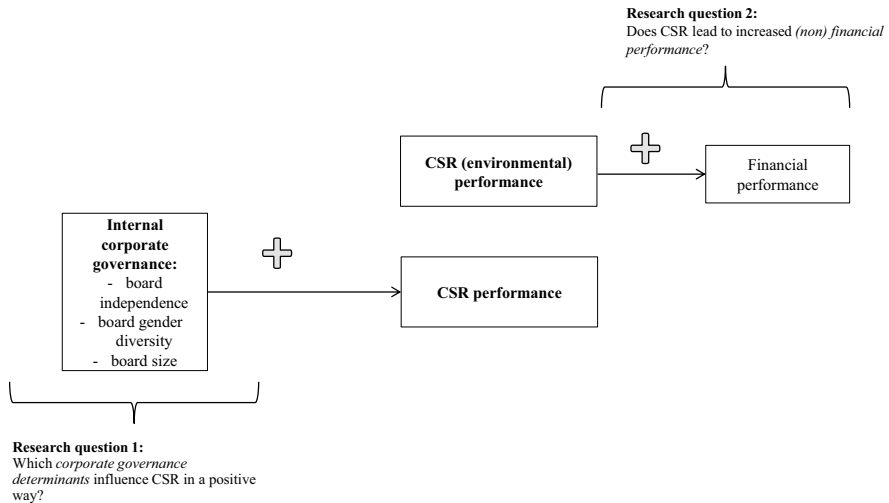 Research question 2:
Does CSR lead to increased (non) financial
performance?
CSR (environmental)
performance
Financial
performance
Internal
corporate
governance:
- board
independence
- board gender
diversity
- board size
CSR performance
Research question 1:
Which corporate governance
determinants influence CSR in a positive
way?